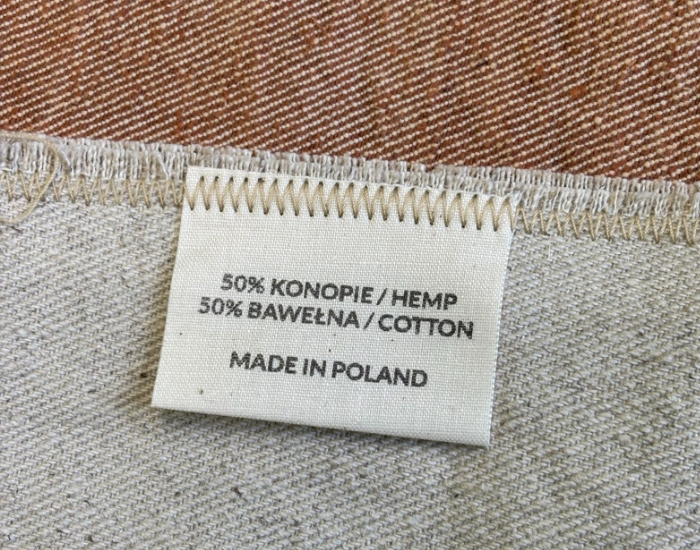 50% KONOPIE / HEMP
50% BAWEŁNA / COTTON
MADE IN POLAND